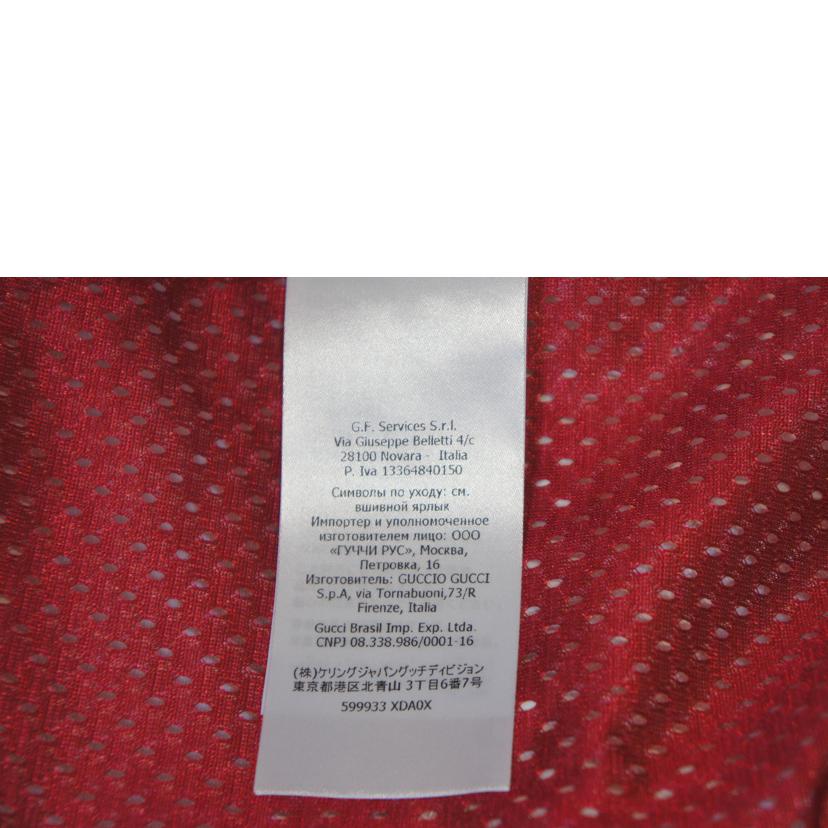 G.F. Services S.r.l.
Via Giuseppe Belletti 4/c
28100 Novara - Italia
P. Iva 13364840150
Символы по уходу: см.
вшивной ярлык
Импортер и уполномоченное
изготовителем лицо: ООО
«ГУЧЧИ РУС», Москва,
Петровка, 16
Изготовитель: GUCCIO GUCCI
S.p.A, via Tornabuoni,73/R
Firenze, Italia
Gucci Brasil Imp. Exp. Ltda.
CNPJ 08.338.986/0001-16
(株)ケリングジャパングッチディビジョン
東京都港区北青山 3丁目6番7号
599933 XDA0X